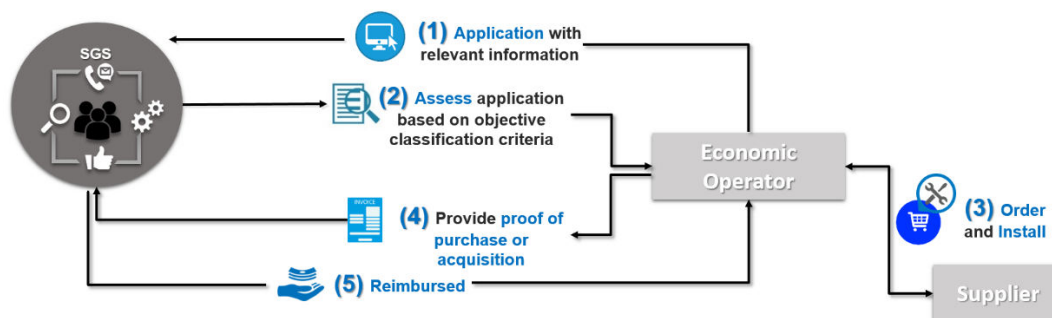 SGS
(1) Application with
relevant information
(2) Assess application
based on objective
classification criteria
Economic
Operator
INVOICE
(4) Provide proof of
purchase or
acquisition
(3) Order
and Install
(5) Reimbursed
Supplier